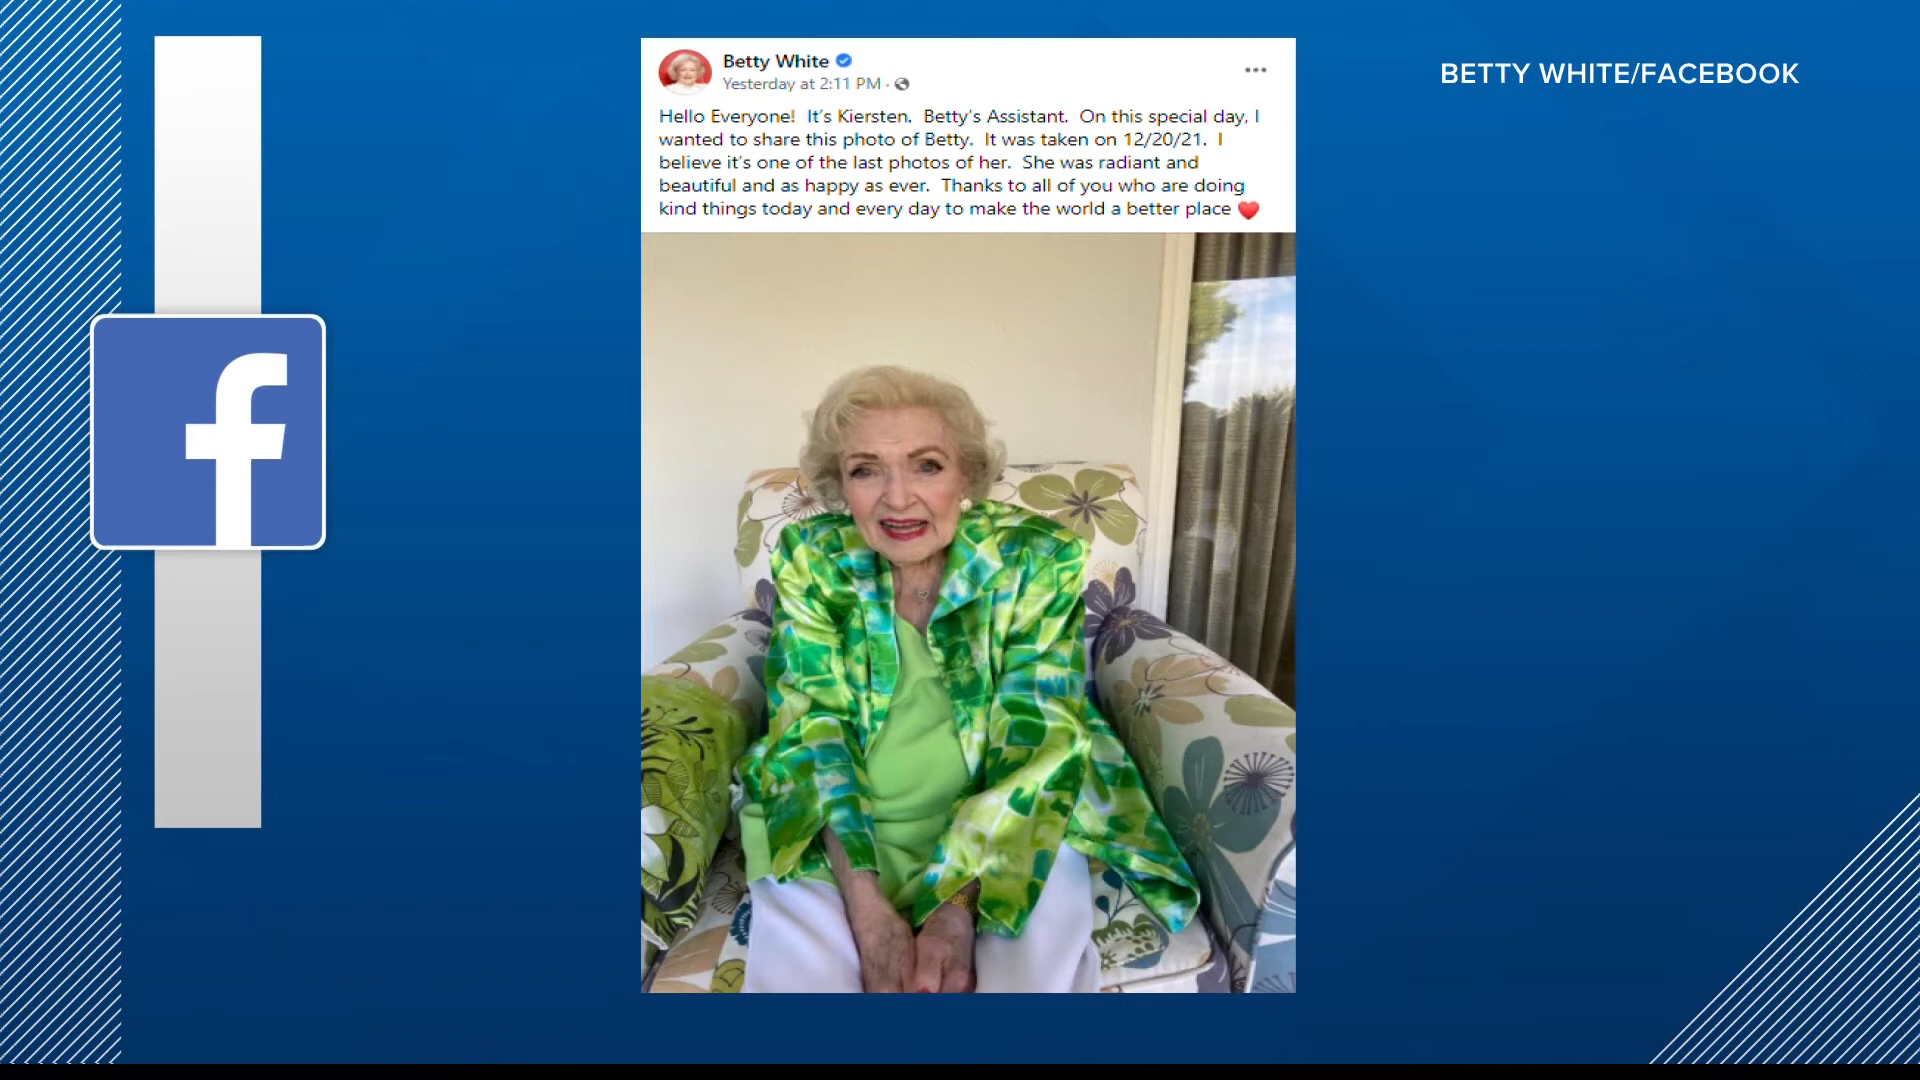 Betty White
Yesterday at 2:11 PM ·
BETTY WHITE/FACEBOOK
Hello Everyone!  It's Kiersten.  Betty's Assistant.  On this special day, I
wanted to share this photo of Betty.  It was taken on 12/20/21.  I
believe it's one of the last photos of her.  She was radiant and
beautiful and as happy as ever.  Thanks to all of you who are doing
kind things today and every day to make the world a better place ❤️
f